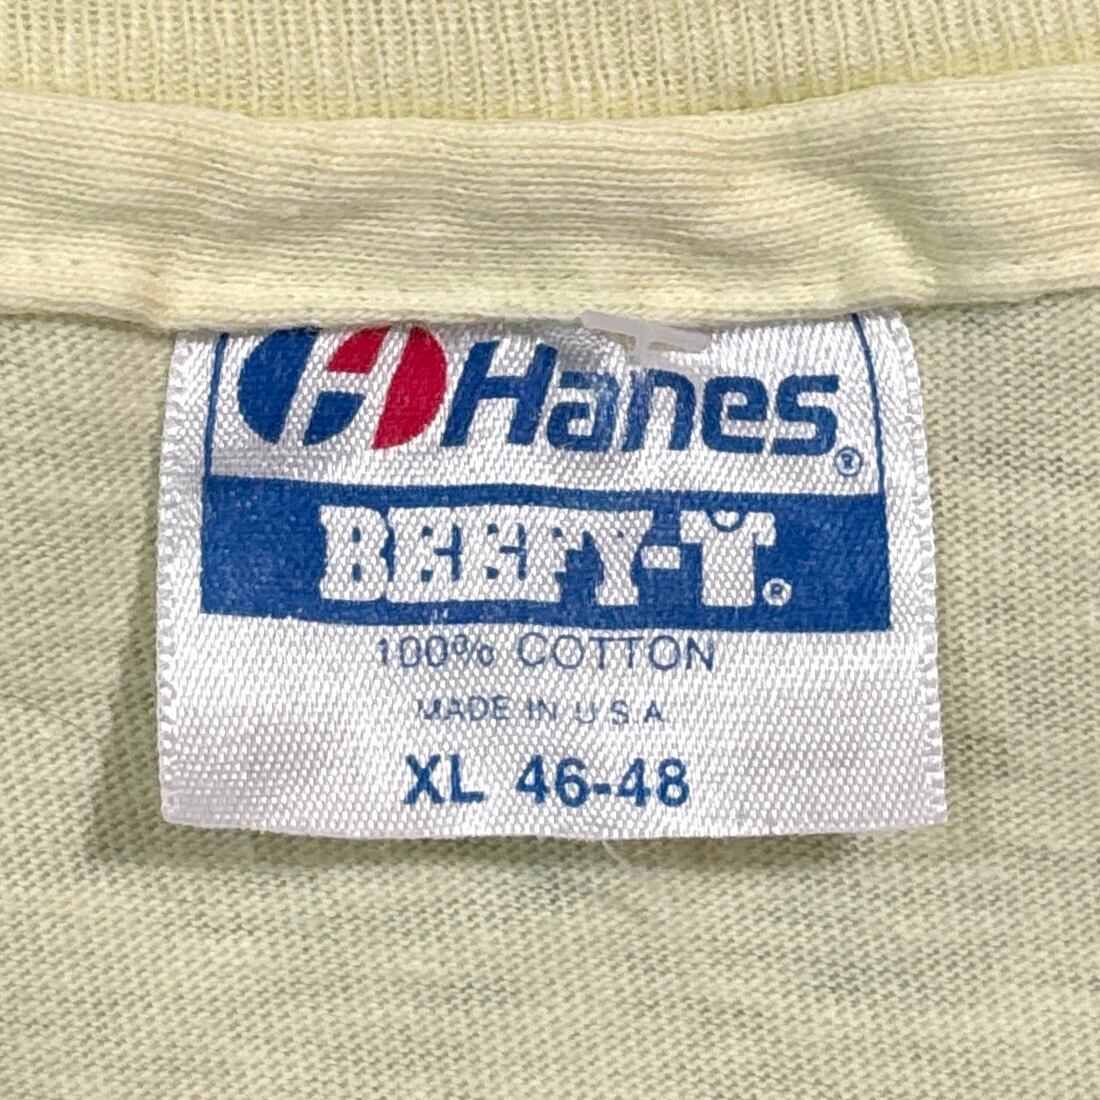 Hanes®
BEEFY-T®
100% COTTON
MADE IN U.S.A
XL 46-48